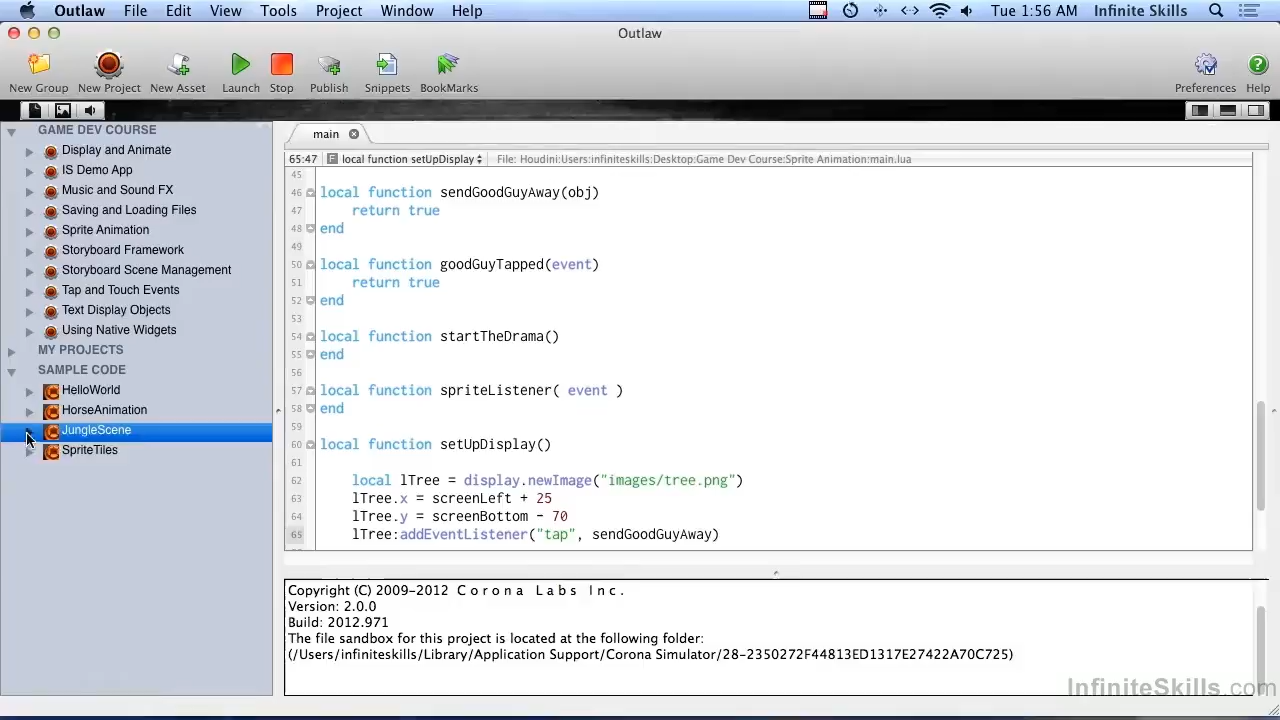 Outlaw File Edit View Tools Project Window Help Tue 1:56 AM Infinite Skills
Outlaw
New Group New Project New Asset Launch Stop Publish Snippets BookMarks Preferences Help
GAME DEV COURSE
Display and Animate
IS Demo App
Music and Sound FX
Saving and Loading Files
Sprite Animation
Storyboard Framework
Storyboard Scene Management
Tap and Touch Events
Text Display Objects
Using Native Widgets
MY PROJECTS
SAMPLE CODE
HelloWorld
HorseAnimation
JungleScene
SpriteTiles
main
65:47 F local function setUpDisplay File: Houdini:Users:infiniteskills:Desktop:Game Dev Course:Sprite Animation:main.lua
45
46 local function sendGoodGuyAway(obj)
47 return true
48 end
49
50 local function goodGuyTapped(event)
51 return true
52 end
53
54 local function startTheDrama()
55 end
56
57 local function spriteListener( event )
58 end
59
60 local function setUpDisplay()
61
62 local lTree = display.newImage("images/tree.png")
63 lTree.x = screenLeft + 25
64 lTree.y = screenBottom - 70
65 lTree:addEventListener("tap", sendGoodGuyAway)
Copyright (C) 2009-2012 C o r o n a L a b s I n c .
Version: 2.0.0
Build: 2012.971
The file sandbox for this project is located at the following folder:
(/Users/infiniteskills/Library/Application Support/Corona Simulator/28-2350272F44813ED1317E27422A70C725)
InfiniteSkills.com